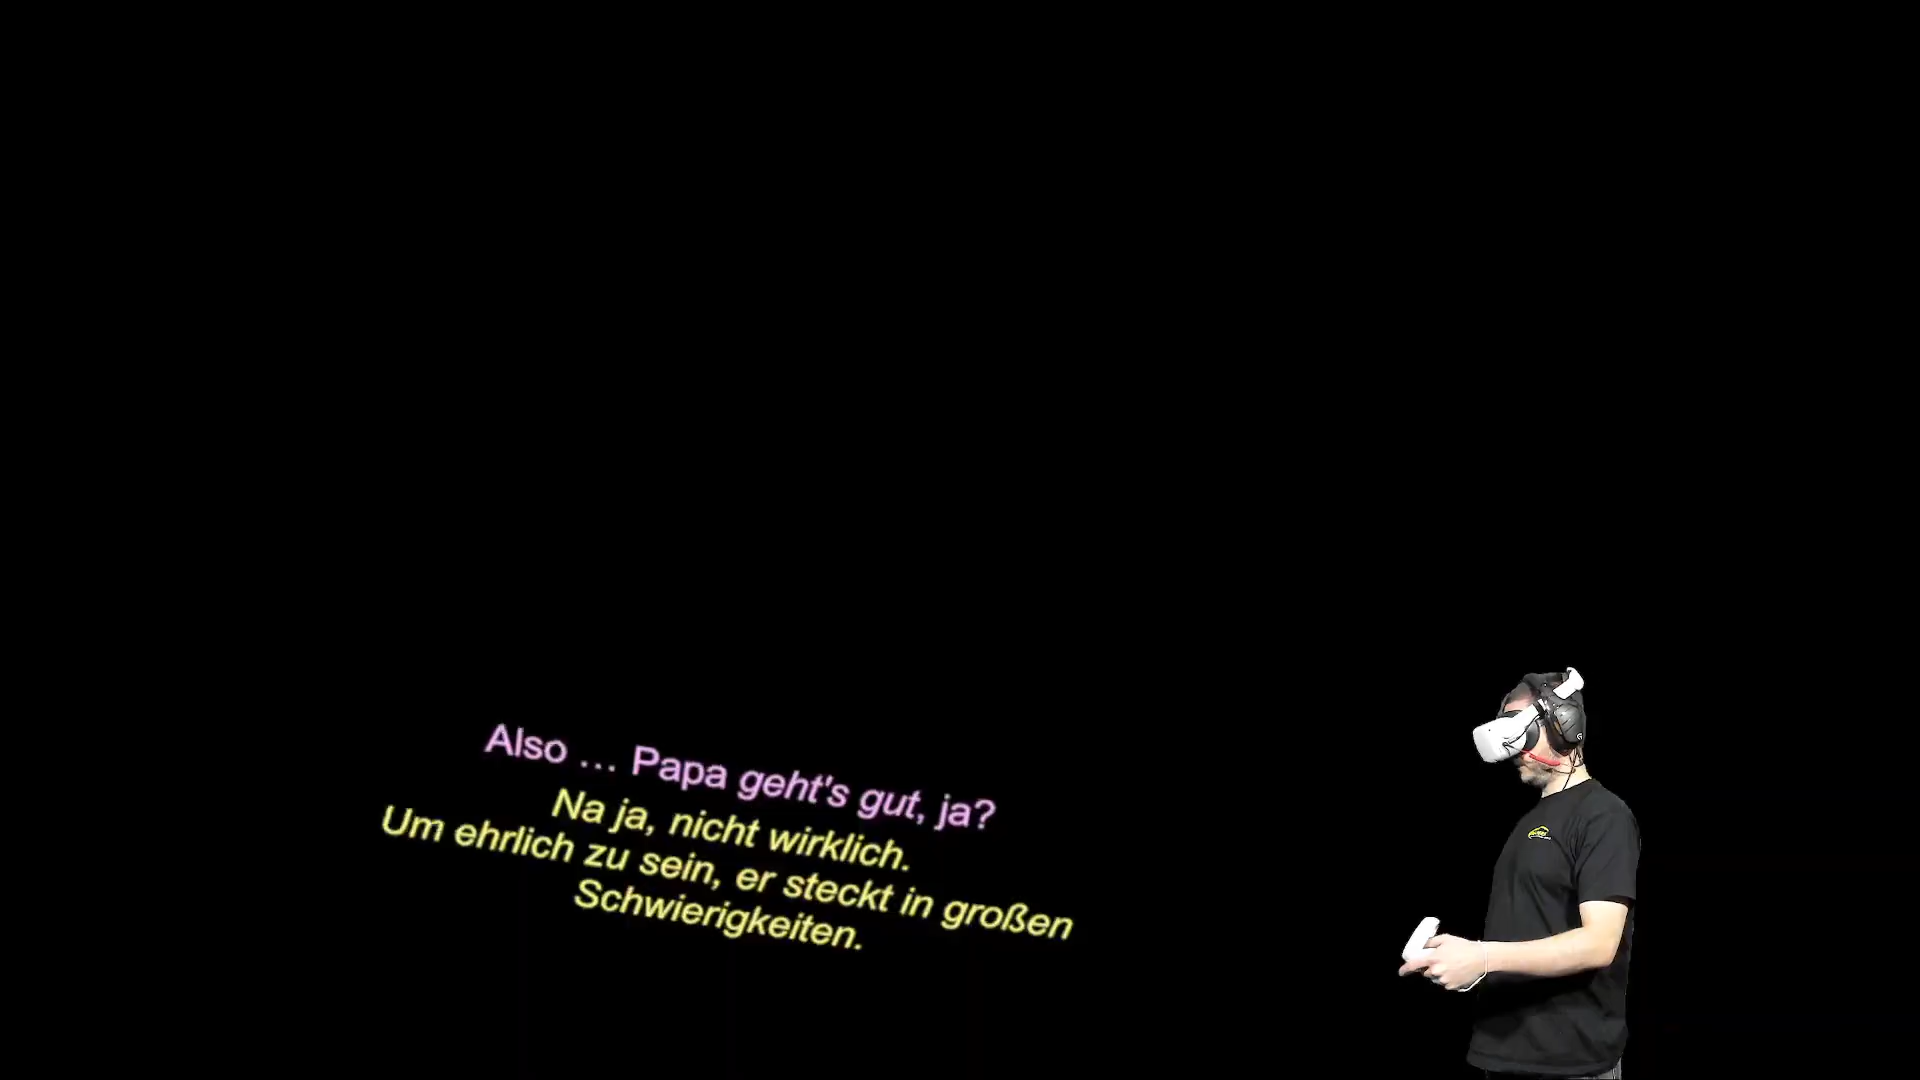 Also … Papa geht's gut, ja?
Na ja, nicht wirklich.
Um ehrlich zu sein, er steckt in großen
Schwierigkeiten.